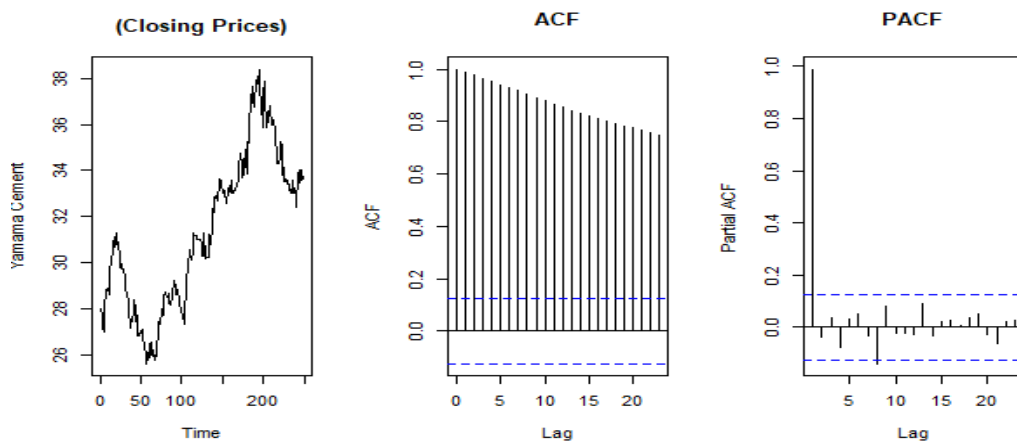 (Closing Prices)
Yamama Cement
38
36
34
32
30
28
26
0 50 100 200
Time
ACF
ACF
1.0
0.8
0.6
0.4
0.2
0.0
0 5 10 15 20
Lag
PACF
Partial ACF
1.0
0.8
0.6
0.4
0.2
0.0
5 10 15 20
Lag